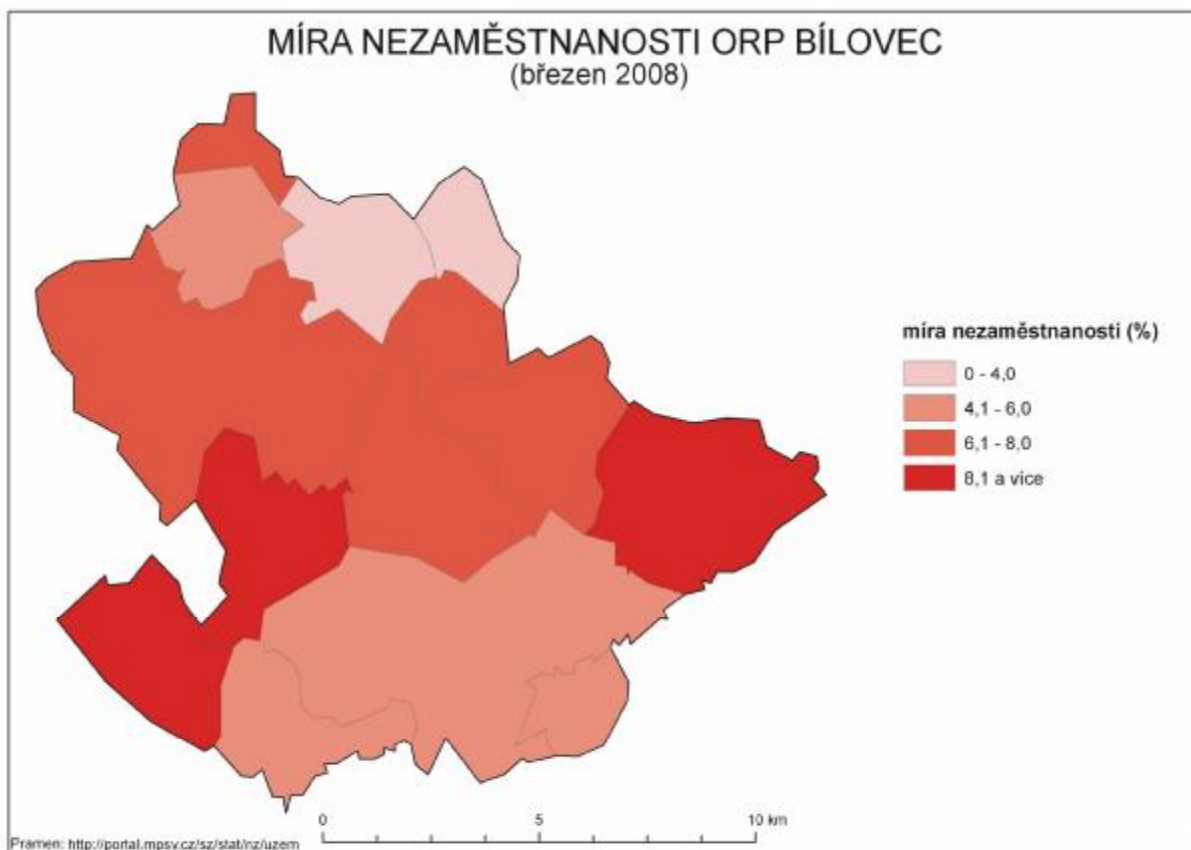 MÍRA NEZAMĚSTNANOSTI ORP BÍLOVEC
(březen 2008)
míra nezaměstnanosti (%)
0 - 4,0
4,1 - 6,0
6,1 - 8,0
8,1 a více
0 5 10 km
Pramen: http://portal.mpsv.cz/sz/stat/nz/uzem